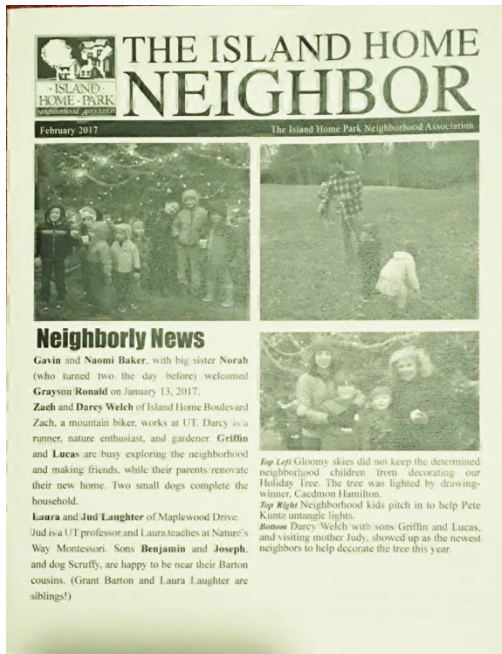 THE ISLAND HOME
NEIGHBOR
·ISLAND·
HOME·PARK
Neighborhood Association
February 2017
The Island Home Park Neighborhood Association
Neighborly News
Gavin and Naomi Baker, with big sister Norah
(who turned two the day before) welcomed
Grayson Ronald on January 13, 2017.
Zach and Darcy Welch of Island Home Boulevard
Zach, a mountain biker, works at UT. Darcy is a
runner, nature enthusiast, and gardener. Griffin
and Lucas are busy exploring the neighborhood
and making friends, while their parents renovate
their new home. Two small dogs complete the
household.
Laura and Jud Laughter of Maplewood Drive.
Jud is a UT professor and Laura teaches at Nature's
Way Montessori. Sons Benjamin and Joseph,
and dog Scruffy, are happy to be near their Barton
cousins. (Grant Barton and Laura Laughter are
siblings!)
Top Left Gloomy skies did not keep the determined
neighborhood children from decorating our
Holiday Tree. The tree was lighted by drawing-
winner, Caedmon Hamilton.
Top Right Neighborhood kids pitch in to help Pete
Kuntz untangle lights.
Bottom Darcy Welch with sons Griffin and Lucas,
and visiting mother Judy, showed up as the newest
neighbors to help decorate the tree this year.